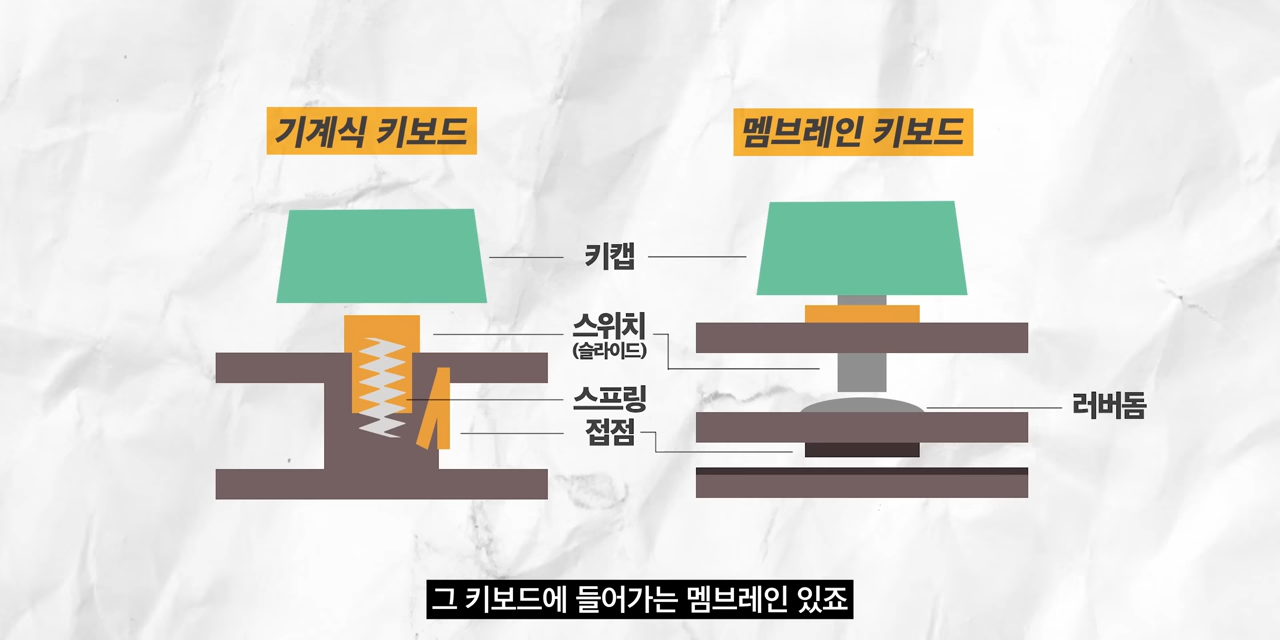 기계식 키보드
멤브레인 키보드
키캡
스위치
(슬라이드)
스프링
접점
러버돔
그 키보드에 들어가는 멤브레인 있죠